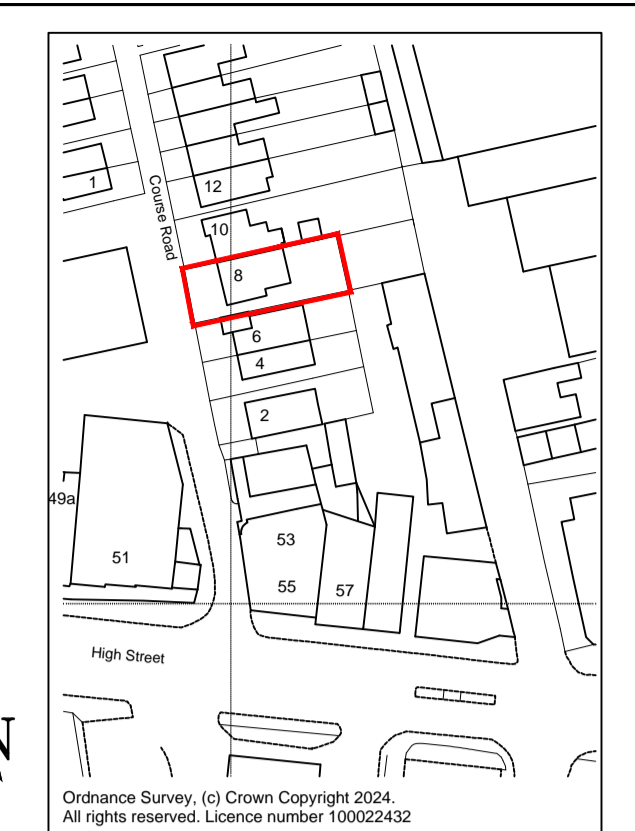 1
12
Course Road
10
8
6
4
2
49a
51
53
55
57
High Street
N
Ordnance Survey, (c) Crown Copyright 2024.
All rights reserved. Licence number 100022432